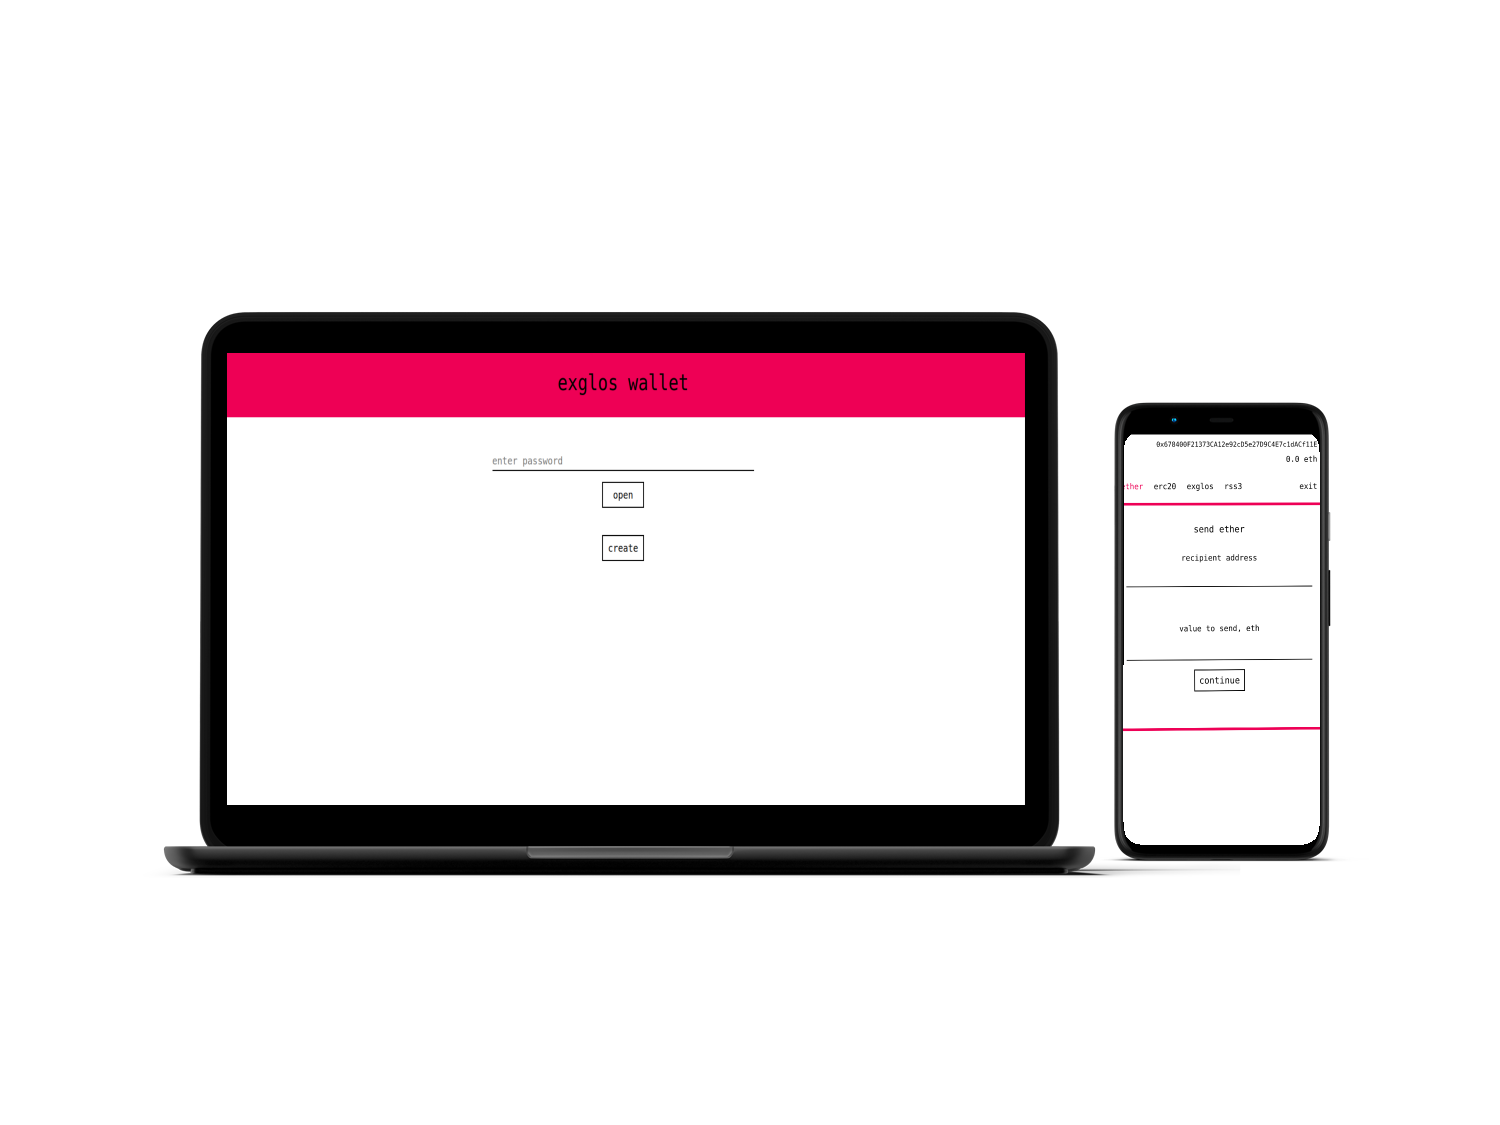 exglos wallet
enter password
open
create
0x678400F21373CA12e92cD5e27D9C4E7c1dACf11E
0.0 eth
ether erc20 exglos rss3 exit
send ether
recipient address
value to send, eth
continue